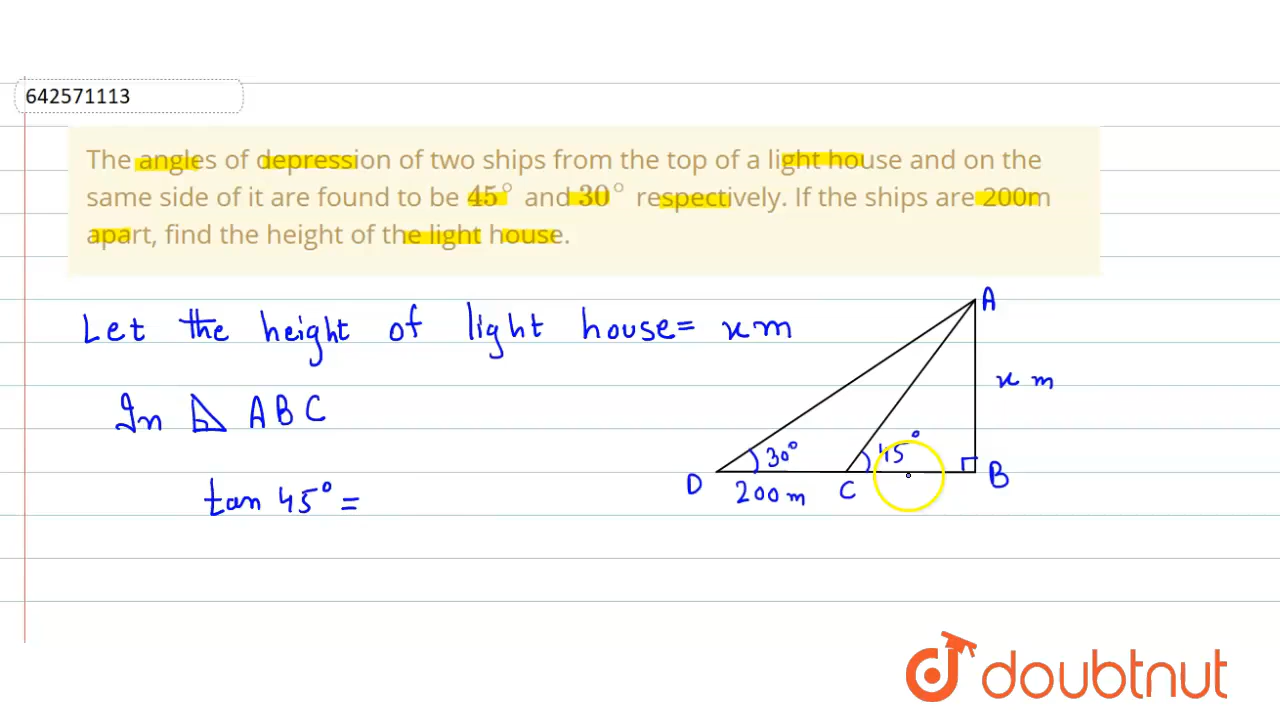 642571113
The angles of depression of two ships from the top of a light house and on the
same side of it are found to be 45° and 30° respectively. If the ships are 200m
apart, find the height of the light house.
Let the height of light house = x m
A
x m
In △ ABC
30°
45°
D
200 m
C
B
tan 45° =
doubtnut